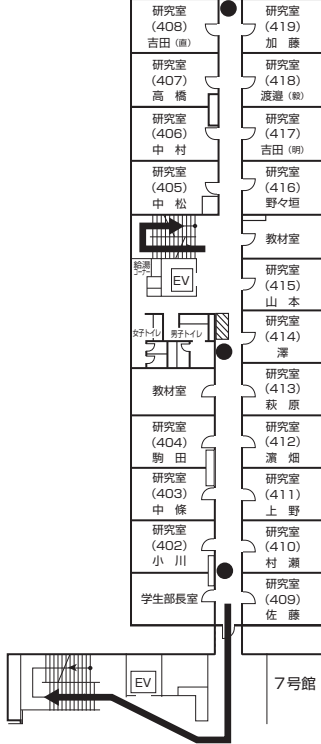 研究室
(408)
吉田(直)
研究室
(419)
加 藤
研究室
(407)
高 橋
研究室
(418)
渡邉(毅)
研究室
(406)
中 村
研究室
(417)
吉田(明)
研究室
(405)
中 松
研究室
(416)
野々垣
教材室
給湯
コーナー
EV
研究室
(415)
山 本
女子トイレ
男子トイレ
研究室
(414)
澤
教材室
研究室
(413)
萩 原
研究室
(404)
駒 田
研究室
(412)
濵 畑
研究室
(403)
中 條
研究室
(411)
上 野
研究室
(402)
小 川
研究室
(410)
村 瀬
学生部長室
研究室
(409)
佐 藤
EV
7号館